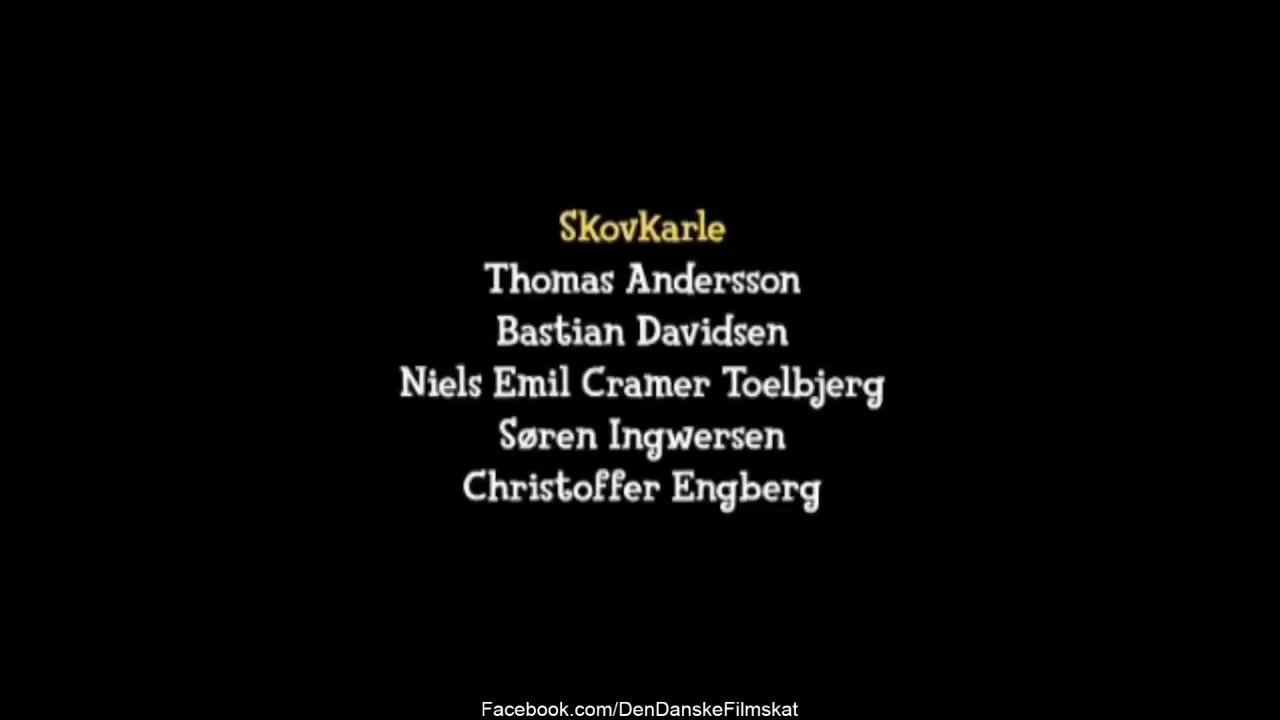 Skovkarle
Thomas Andersson
Bastian Davidsen
Niels Emil Cramer Toelbjerg
Søren Ingwersen
Christoffer Engberg
Facebook.com/DenDanskeFilmskat